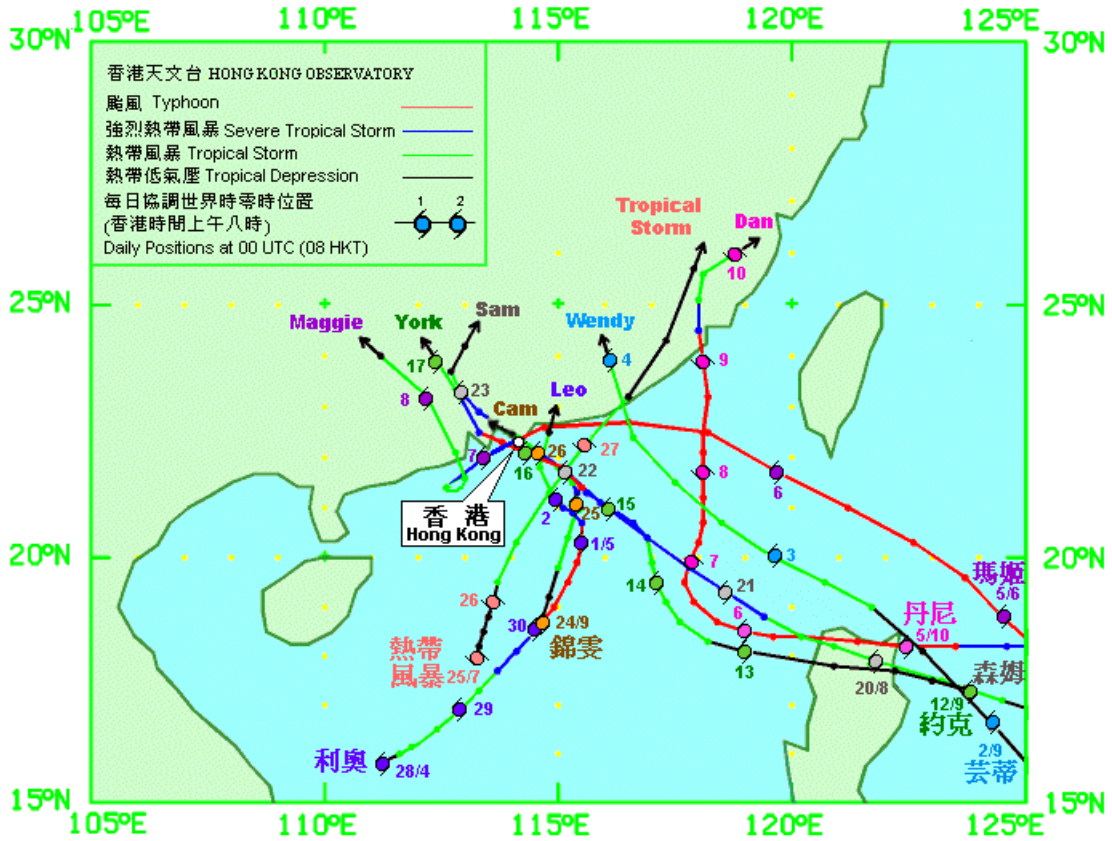 105°E 110°E 115°E 120°E 125°E
30°N 30°N
香港天文台 HONG KONG OBSERVATORY
颱風 Typhoon
強烈熱帶風暴 Severe Tropical Storm
熱帶風暴 Tropical Storm
熱帶低氣壓 Tropical Depression
每日協調世界時零時位置
1 2
(香港時間上午八時)
Daily Positions at 00 UTC (08 HKT)
Tropical
Storm
Dan
10
25°N 25°N
Maggie York Sam Wendy
17 4 9
8 23 Leo
Cam
7 16 26 27
22 8 6
香港
Hong Kong
2 25 15
1/5
20°N 20°N
3
7
14 21
26 6
瑪姬
5/6
30 24/9
錦雯
丹尼
5/10
熱帶
風暴
25/7
13
20/8
森姆
12/9
約克
29
2/9
芸蒂
利奧
28/4
15°N 15°N
105°E 110°E 115°E 120°E 125°E